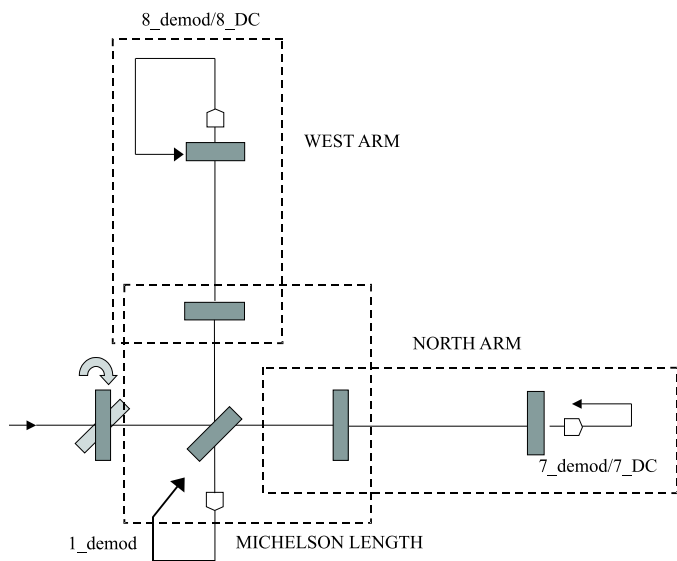 8_demod/8_DC
WEST ARM
NORTH ARM
7_demod/7_DC
1_demod
MICHELSON LENGTH